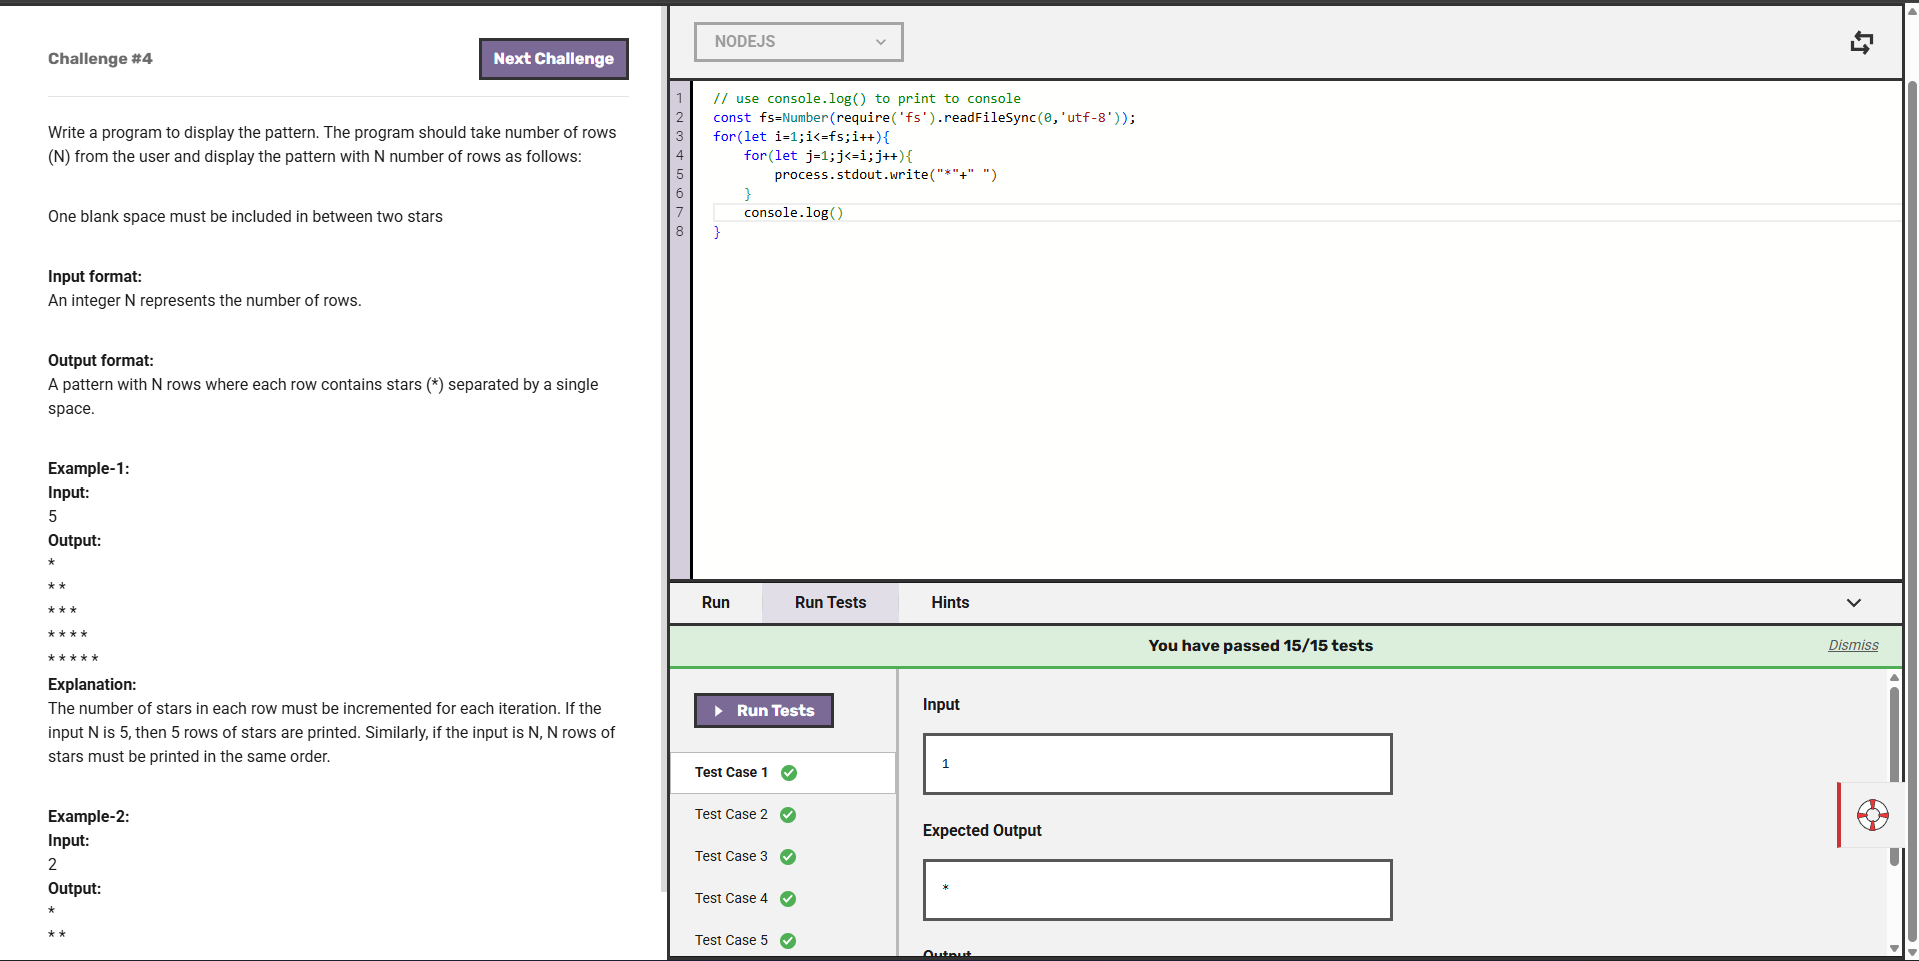 Challenge #4
Next Challenge
Write a program to display the pattern. The program should take number of rows
(N) from the user and display the pattern with N number of rows as follows:
One blank space must be included in between two stars
Input format:
An integer N represents the number of rows.
Output format:
A pattern with N rows where each row contains stars (*) separated by a single
space.
Example-1:
Input:
5
Output:
*
* *
* * *
* * * *
* * * * *
Explanation:
The number of stars in each row must be incremented for each iteration. If the
input N is 5, then 5 rows of stars are printed. Similarly, if the input is N, N rows of
stars must be printed in the same order.
Example-2:
Input:
2
Output:
*
* *
NODEJS
1 // use console.log() to print to console
2 const fs=Number(require('fs').readFileSync(0,'utf-8'));
3 for(let i=1;i<=fs;i++){
4     for(let j=1;j<=i;j++){
5         process.stdout.write("*"+" ")
6     }
7     console.log()
8 }
Run Run Tests Hints
You have passed 15/15 tests Dismiss
Run Tests
Test Case 1
Test Case 2
Test Case 3
Test Case 4
Test Case 5
Input
1
Expected Output
*
Output